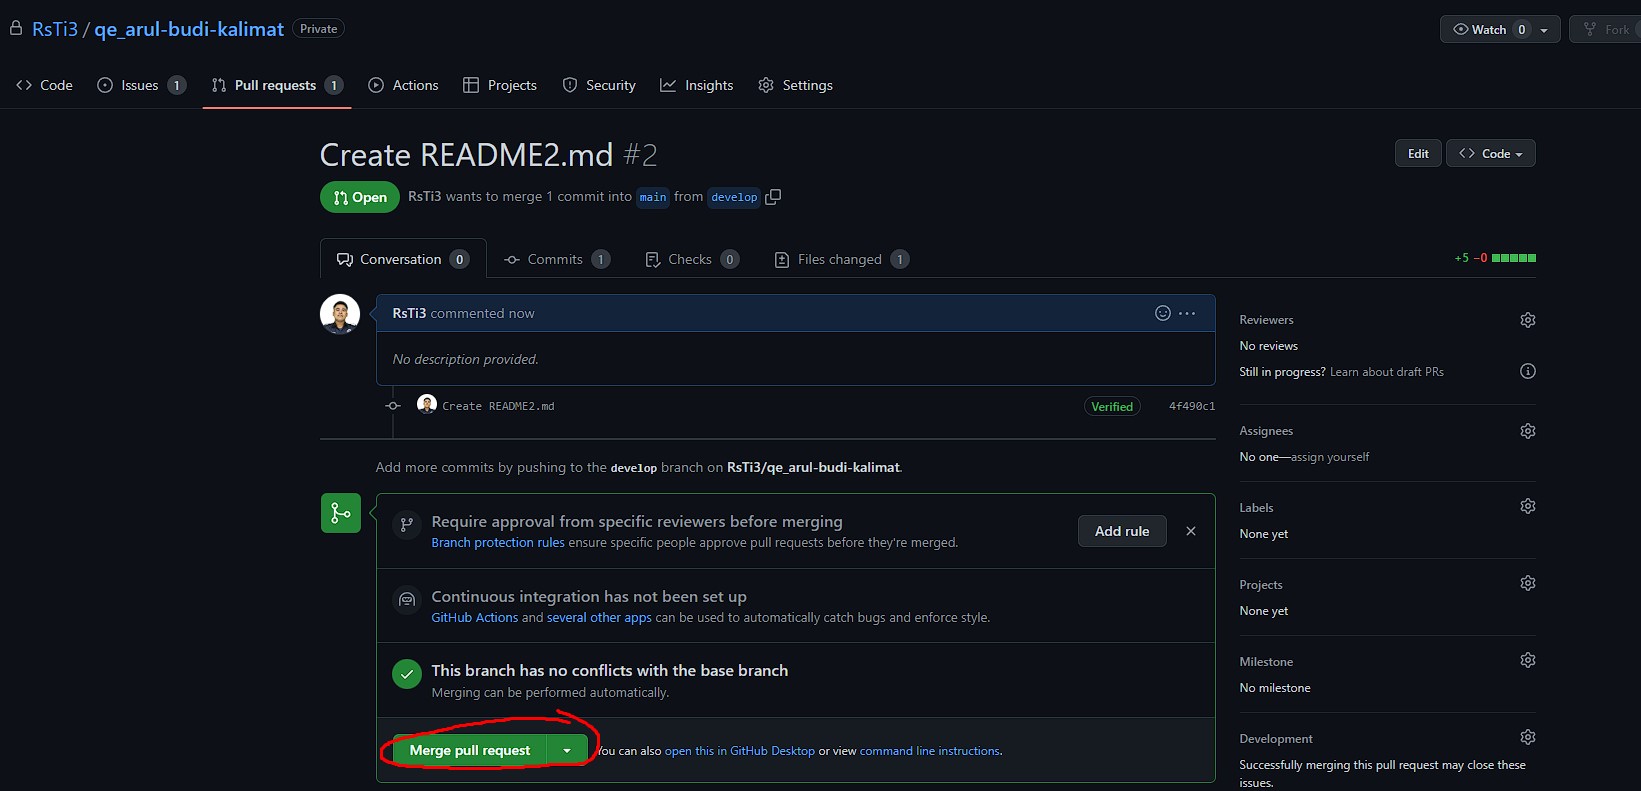 RsTi3 / qe_arul-budi-kalimat Private
Watch 0
Fork 0
Code
Issues 1
Pull requests 1
Actions
Projects
Security
Insights
Settings
Create README2.md #2
Edit
Code
Open
RsTi3 wants to merge 1 commit into main from develop
Conversation 0
Commits 1
Checks 0
Files changed 1
+5 −0
RsTi3 commented now
No description provided.
Create README2.md
Verified
4f490c1
Add more commits by pushing to the develop branch on RsTi3/qe_arul-budi-kalimat.
Require approval from specific reviewers before merging
Branch protection rules ensure specific people approve pull requests before they're merged.
Add rule
Continuous integration has not been set up
GitHub Actions and several other apps can be used to automatically catch bugs and enforce style.
This branch has no conflicts with the base branch
Merging can be performed automatically.
Merge pull request
You can also open this in GitHub Desktop or view command line instructions.
Reviewers
No reviews
Still in progress? Learn about draft PRs
Assignees
No one—assign yourself
Labels
None yet
Projects
None yet
Milestone
No milestone
Development
Successfully merging this pull request may close these
issues.